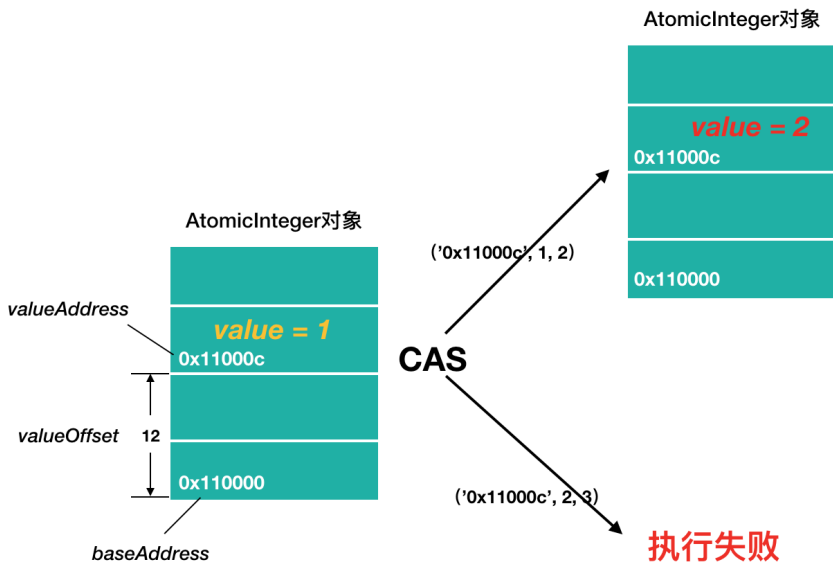 AtomicInteger对象
value = 2
0x11000c
0x110000
AtomicInteger对象
valueAddress
value = 1
0x11000c
valueOffset
12
0x110000
baseAddress
CAS
('0x11000c', 1, 2)
('0x11000c', 2, 3)
执行失败